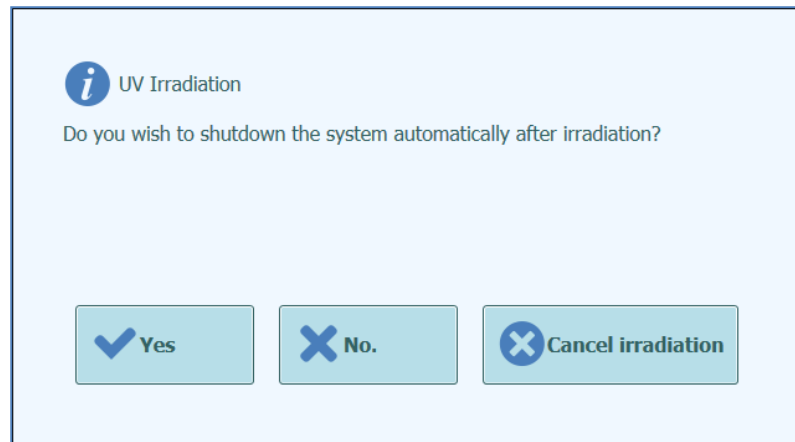 UV Irradiation
Do you wish to shutdown the system automatically after irradiation?
Yes
No.
Cancel irradiation